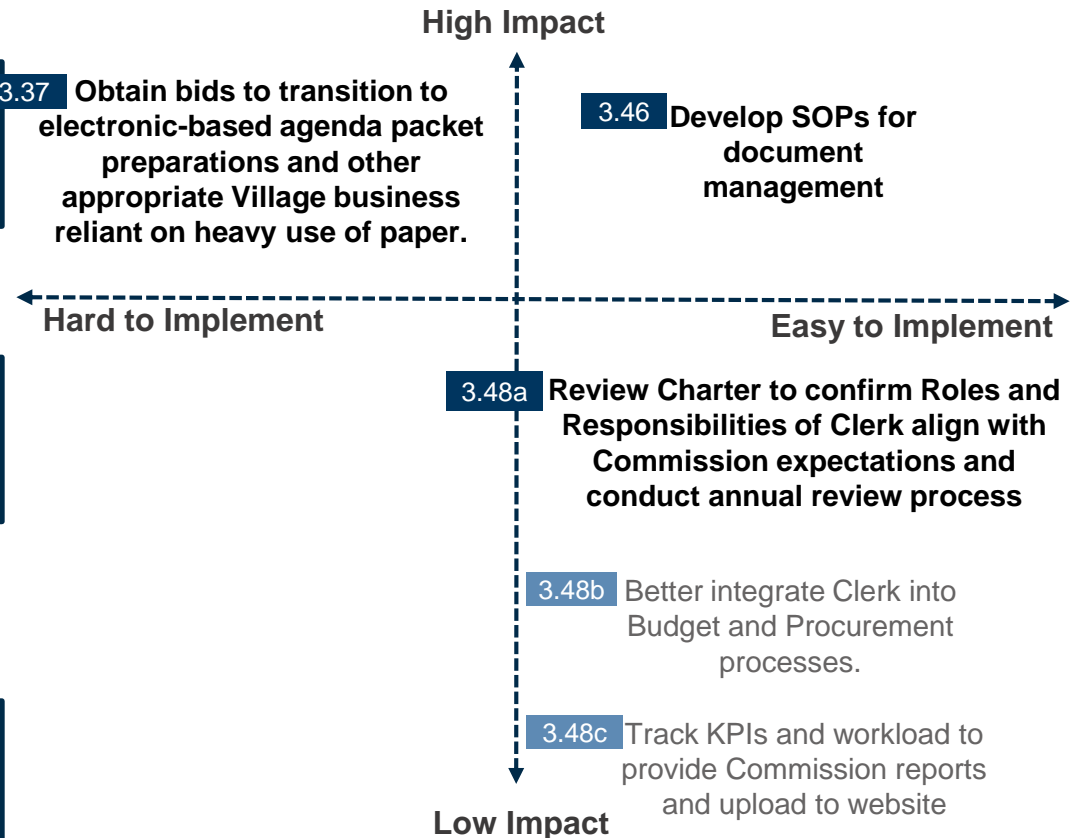 High Impact
3.37 Obtain bids to transition to
electronic-based agenda packet
preparations and other
appropriate Village business
reliant on heavy use of paper.
3.46 Develop SOPs for
document
management
Hard to Implement
Easy to Implement
3.48a Review Charter to confirm Roles and
Responsibilities of Clerk align with
Commission expectations and
conduct annual review process
3.48b Better integrate Clerk into
Budget and Procurement
processes.
3.48c Track KPIs and workload to
provide Commission reports
and upload to website
Low Impact